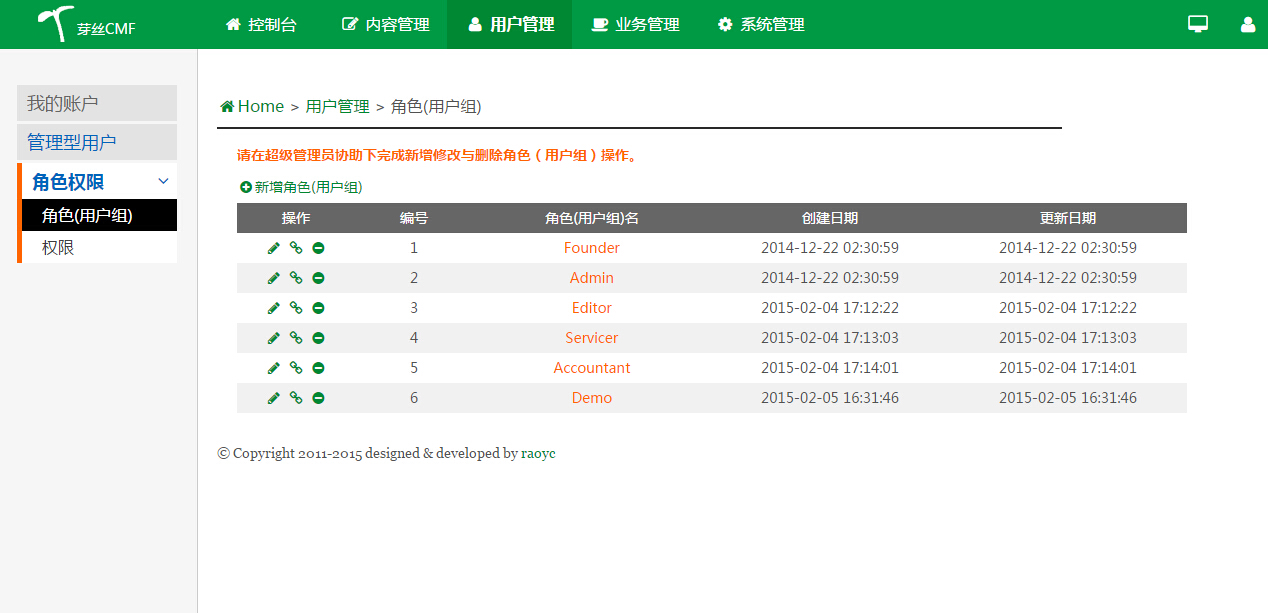 芽丝CMF 控制台 内容管理 用户管理 业务管理 系统管理
我的账户
管理型用户
角色权限
角色(用户组)
权限
Home > 用户管理 > 角色(用户组)
请在超级管理员协助下完成新增修改与删除角色（用户组）操作。
新增角色(用户组)
操作 编号 角色(用户组)名 创建日期 更新日期
1 Founder 2014-12-22 02:30:59 2014-12-22 02:30:59
2 Admin 2014-12-22 02:30:59 2014-12-22 02:30:59
3 Editor 2015-02-04 17:12:22 2015-02-04 17:12:22
4 Servicer 2015-02-04 17:13:03 2015-02-04 17:13:03
5 Accountant 2015-02-04 17:14:01 2015-02-04 17:14:01
6 Demo 2015-02-05 16:31:46 2015-02-05 16:31:46
© Copyright 2011-2015 designed & developed by raoyc